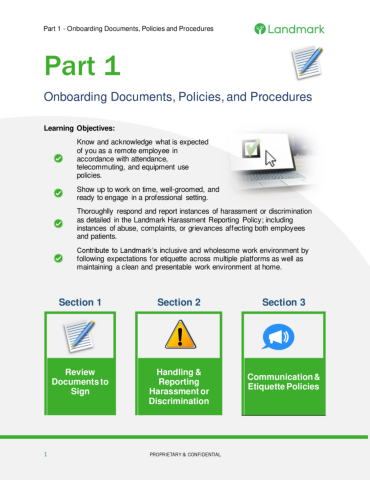 Part 1 - Onboarding Documents, Policies and Procedures
Landmark
Part 1
Onboarding Documents, Policies, and Procedures
Learning Objectives:
Know and acknowledge what is expected
of you as a remote employee in
accordance with attendance,
telecommuting, and equipment use
policies.
Show up to work on time, well-groomed, and
ready to engage in a professional setting.
Thoroughlly respond and report instances of harassment or discrimination
as detailed in the Landmark Harassment Reporting Policy; including
instances of abuse, complaints, or grievances affecting both employees
and patients.
Contribute to Landmark's inclusive and wholesome work environment by
following expectations for etiquette across multiple platforms as well as
maintaining a clean and presentable work environment at home.
Section 1
Section 2
Section 3
Review
Documents to
Sign
Handling &
Reporting
Harassment or
Discrimination
Communication &
Etiquette Policies
1
PROPRIETARY & CONFIDENTIAL